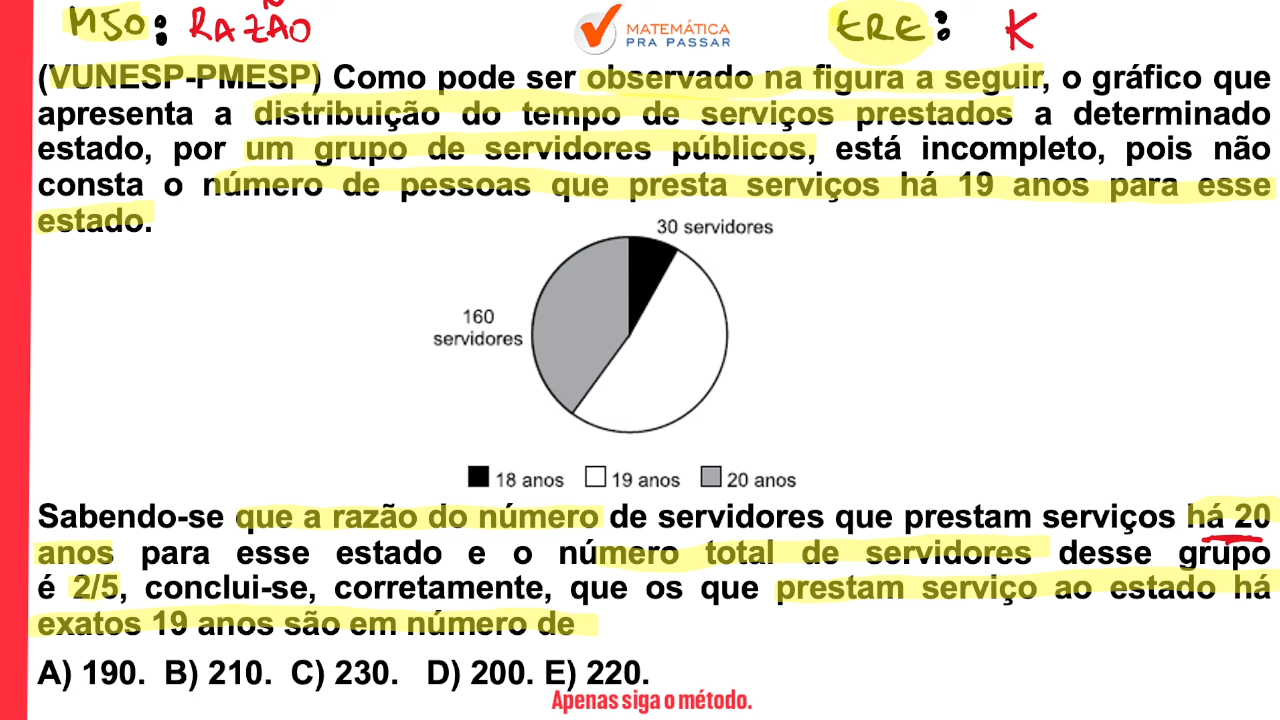 MSO: RAZÃO
MATEMÁTICA
PRA PASSAR
ERE: K
(VUNESP-PMESP) Como pode ser observado na figura a seguir, o gráfico que
apresenta a distribuição do tempo de serviços prestados a determinado
estado, por um grupo de servidores públicos, está incompleto, pois não
consta o número de pessoas que presta serviços há 19 anos para esse
estado.
30 servidores
160
servidores
18 anos 19 anos 20 anos
Sabendo-se que a razão do número de servidores que prestam serviços há 20
anos para esse estado e o número total de servidores desse grupo
é 2/5, conclui-se, corretamente, que os que prestam serviço ao estado há
exatos 19 anos são em número de
A) 190. B) 210. C) 230. D) 200. E) 220.
Apenas siga o método.